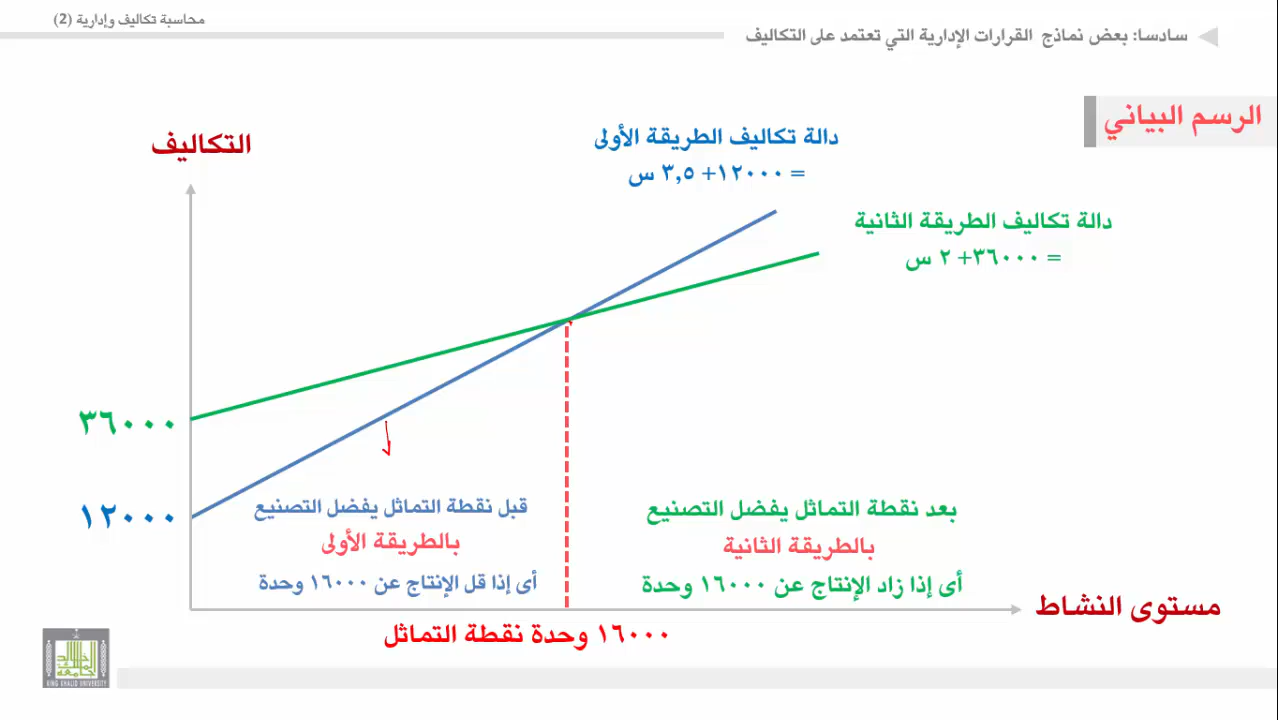 محاسبة تكاليف وإدارية (2)
سادسا: بعض نماذج القرارات الإدارية التي تعتمد على التكاليف
الرسم البياني
التكاليف
دالة تكاليف الطريقة الأولى
= ١٢٠٠٠+ ٣,٥ س
دالة تكاليف الطريقة الثانية
= ٣٦٠٠٠+ ٢ س
٣٦٠٠٠
١٢٠٠٠
بعد نقطة التماثل يفضل التصنيع
بالطريقة الثانية
أى إذا زاد الإنتاج عن ١٦٠٠٠ وحدة
قبل نقطة التماثل يفضل التصنيع
بالطريقة الأولى
أى إذا قل الإنتاج عن ١٦٠٠٠ وحدة
مستوى النشاط
١٦٠٠٠ وحدة نقطة التماثل
KING KHALID UNIVERSITY